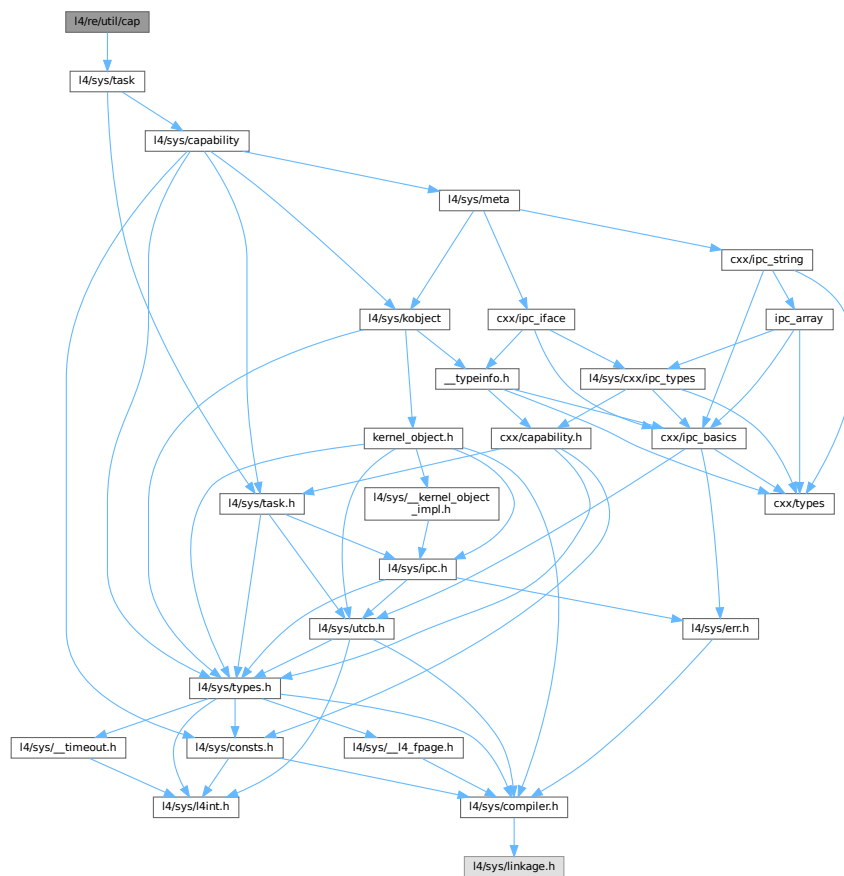 l4/re/util/cap
l4/sys/task
l4/sys/capability
l4/sys/meta
cxx/ipc_string
l4/sys/kobject
cxx/ipc_iface
ipc_array
__typeinfo.h
l4/sys/cxx/ipc_types
kernel_object.h
cxx/capability.h
cxx/ipc_basics
l4/sys/task.h
l4/sys/__kernel_object
_impl.h
cxx/types
l4/sys/ipc.h
l4/sys/utcb.h
l4/sys/err.h
l4/sys/types.h
l4/sys/__timeout.h
l4/sys/consts.h
l4/sys/__l4_fpage.h
l4/sys/l4int.h
l4/sys/compiler.h
l4/sys/linkage.h